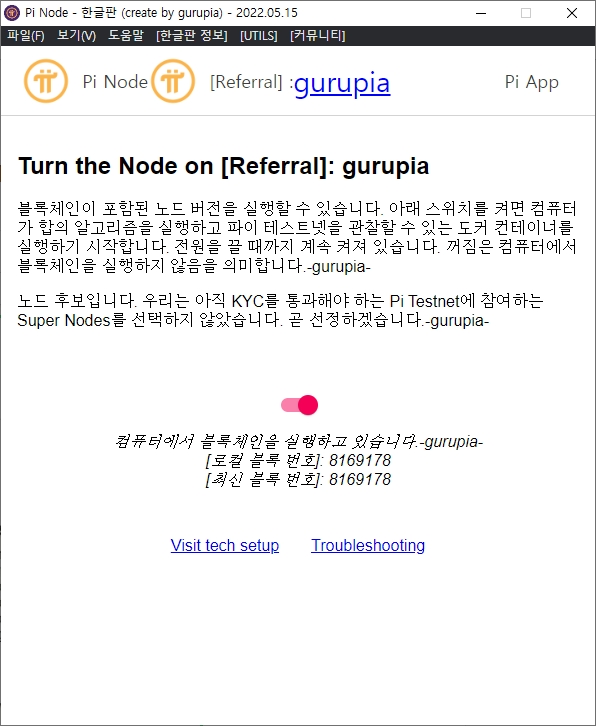 Pi Node - 한글판 (create by gurupia) - 2022.05.15
파일(F) 보기(V) 도움말 [한글판 정보] [UTILS] [커뮤니티]
Pi Node [Referral] :gurupia Pi App
Turn the Node on [Referral]: gurupia
블록체인이 포함된 노드 버전을 실행할 수 있습니다. 아래 스위치를 켜면 컴퓨터
가 합의 알고리즘을 실행하고 파이 테스트넷을 관찰할 수 있는 도커 컨테이너를
실행하기 시작합니다. 전원을 끌 때까지 계속 켜져 있습니다. 꺼짐은 컴퓨터에서
블록체인을 실행하지 않음을 의미합니다.-gurupia-
노드 후보입니다. 우리는 아직 KYC를 통과해야 하는 Pi Testnet에 참여하는
Super Nodes를 선택하지 않았습니다. 곧 선정하겠습니다.-gurupia-
컴퓨터에서 블록체인을 실행하고 있습니다.-gurupia-
[로컬 블록 번호]: 8169178
[최신 블록 번호]: 8169178
Visit tech setup Troubleshooting